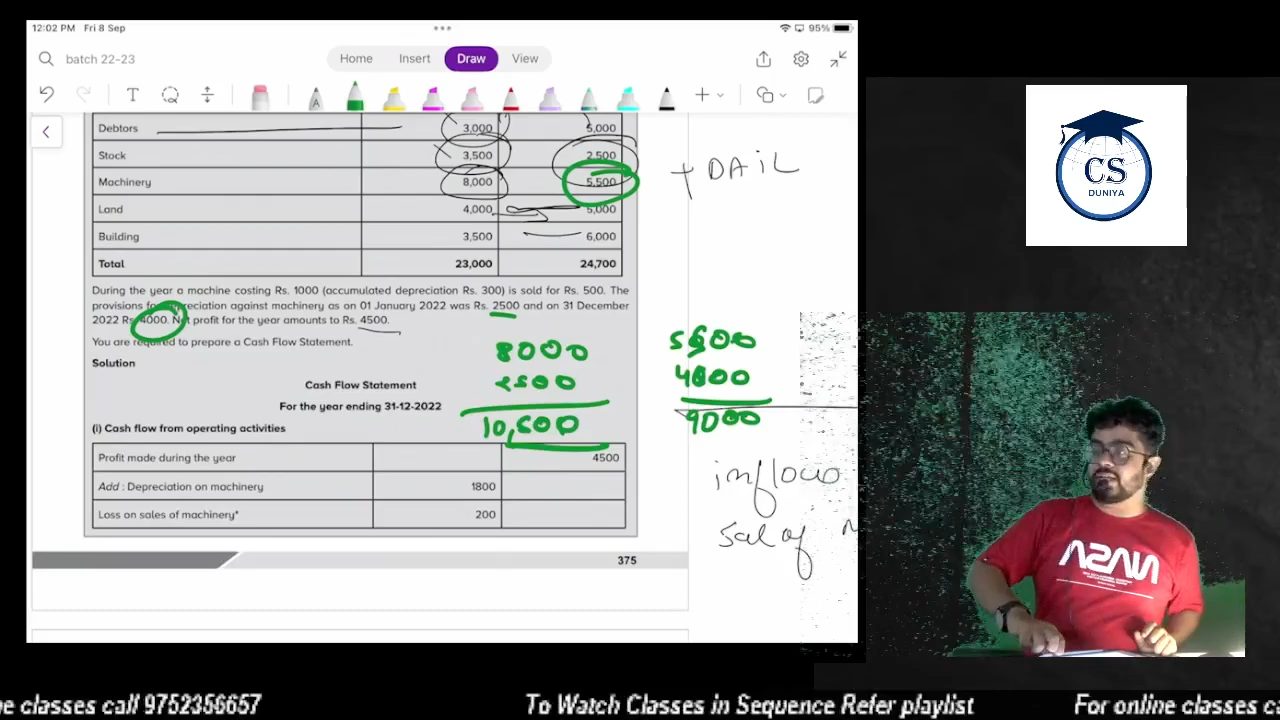 12:02 PM Fri 8 Sep
95%
batch 22-23
Home Insert Draw View
Debtors 3,000 5,000
Stock 3,500 2,500
Machinery 8,000 5,500
+ DAIL
Land 4,000 5,000
Building 3,500 6,000
Total 23,000 24,700
During the year a machine costing Rs. 1000 (accumulated depreciation Rs. 300) is sold for Rs. 500. The
provisions for depreciation against machinery as on 01 January 2022 was Rs. 2500 and on 31 December
2022 Rs 4000. Net profit for the year amounts to Rs. 4500.
You are required to prepare a Cash Flow Statement.
Solution
8000
2500
10,500
4000
9000
Cash Flow Statement
For the year ending 31-12-2022
(i) Cash flow from operating activities
Profit made during the year 4500
Add : Depreciation on machinery 1800
Loss on sales of machinery* 200
inflow
Sal of
375
CS
DUNIYA
NASA
e classes call 9752356657
To Watch Classes in Sequence Refer playlist
For online classes c